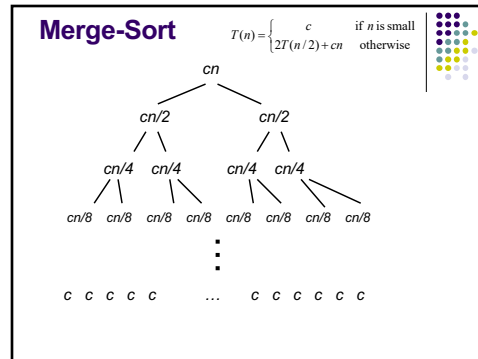 Merge-Sort
T(n) = { c if n is small
2T(n/2) + cn otherwise
cn
cn/2 cn/2
cn/4 cn/4 cn/4 cn/4
cn/8 cn/8 cn/8 cn/8 cn/8 cn/8 cn/8 cn/8
c c c c c ... c c c c c c